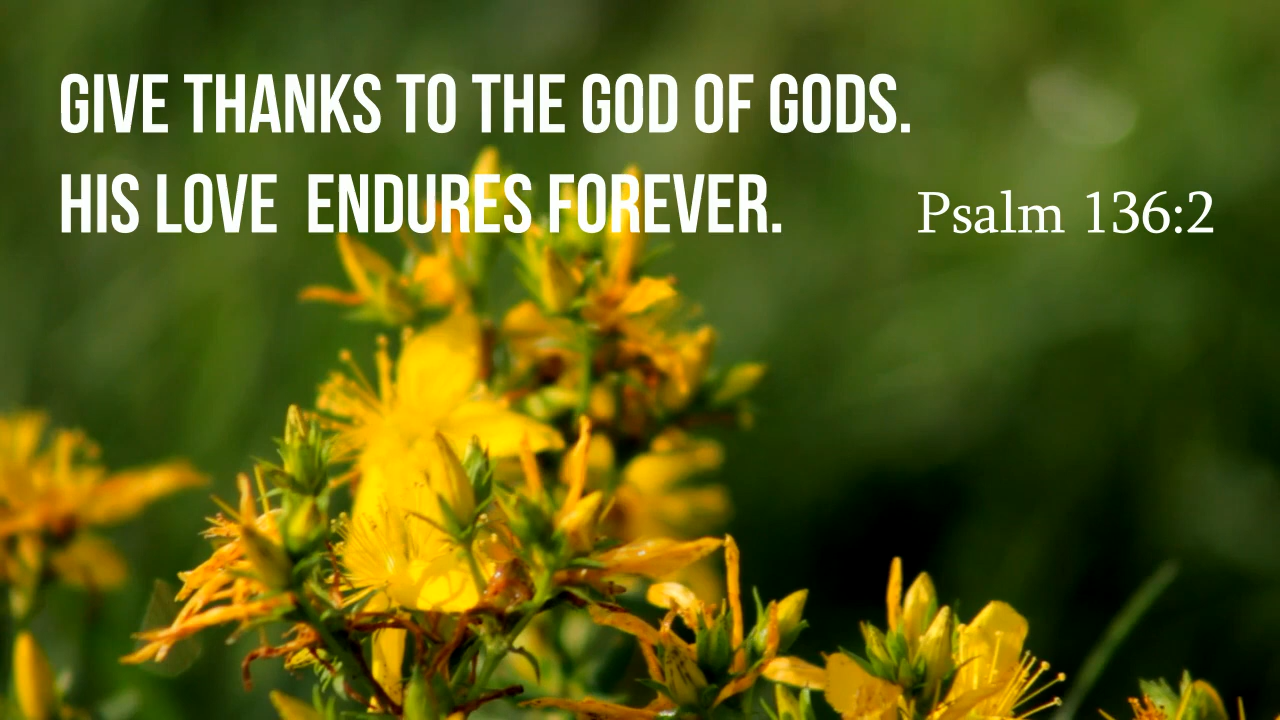 GIVE THANKS TO THE GOD OF GODS.
HIS LOVE  ENDURES FOREVER.
Psalm 136:2